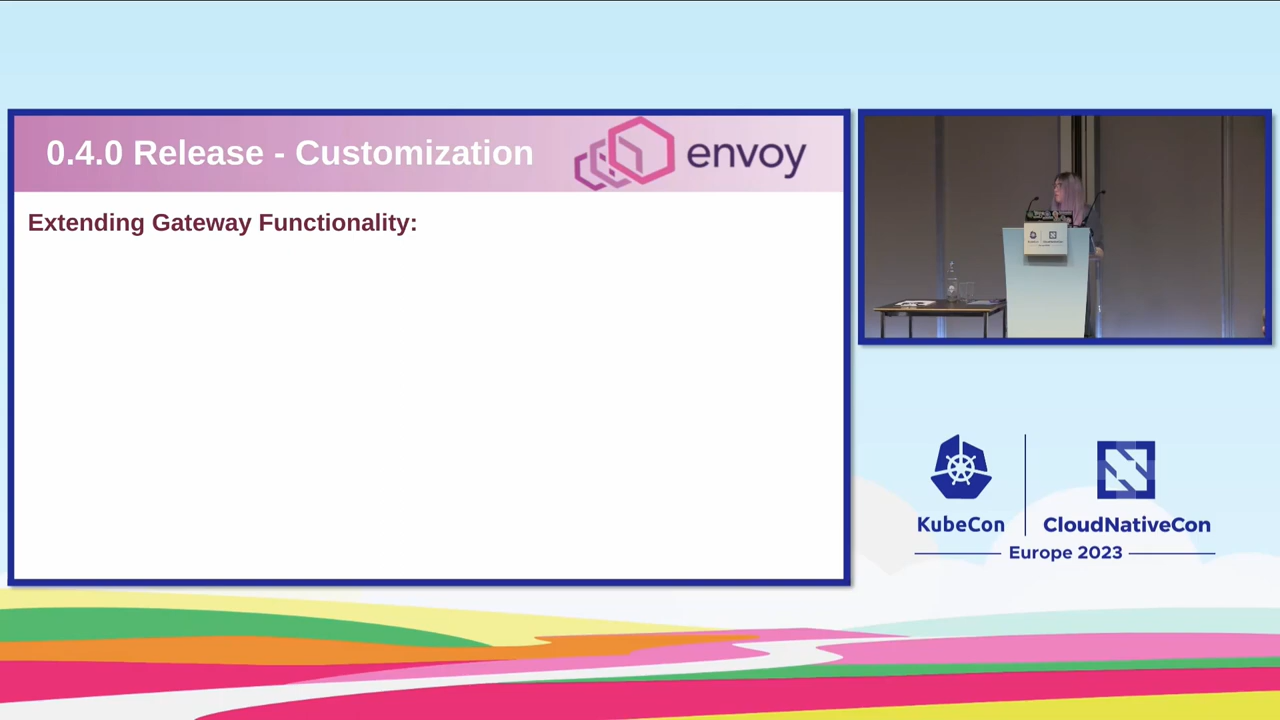 0.4.0 Release - Customization
envoy
Extending Gateway Functionality:
KubeCon
CloudNativeCon
Europe 2023